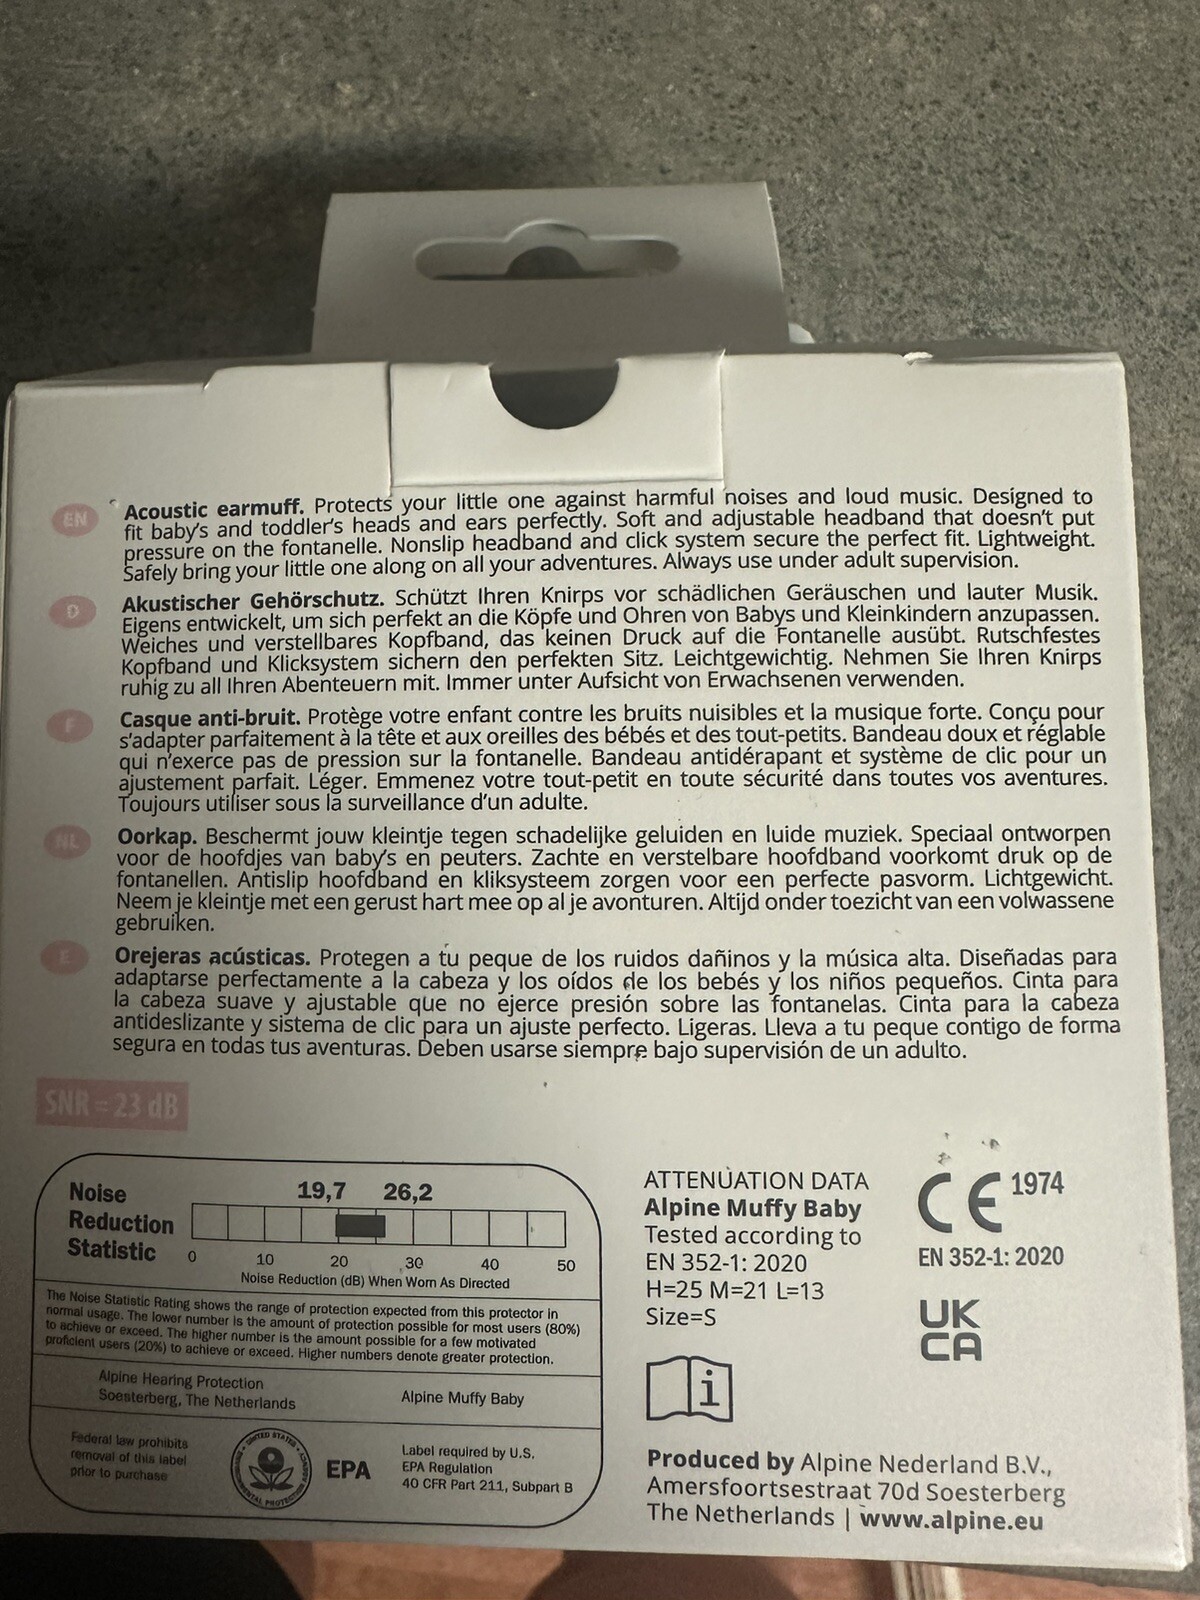 EN
Acoustic earmuff. Protects your little one against harmful noises and loud music. Designed to
fit baby's and toddler's heads and ears perfectly. Soft and adjustable headband that doesn't put
pressure on the fontanelle. Nonslip headband and click system secure the perfect fit. Lightweight.
Safely bring your little one along on all your adventures. Always use under adult supervision.
D
Akustischer Gehörschutz. Schützt Ihren Knirps vor schädlichen Geräuschen und lauter Musik.
Eigens entwickelt, um sich perfekt an die Köpfe und Ohren von Babys und Kleinkindern anzupassen.
Weiches und verstellbares Kopfband, das keinen Druck auf die Fontanelle ausübt. Rutschfestes
Kopfband und Klicksystem sichern den perfekten Sitz. Leichtgewichtig. Nehmen Sie Ihren Knirps
ruhig zu all Ihren Abenteuern mit. Immer unter Aufsicht von Erwachsenen verwenden.
F
Casque anti-bruit. Protège votre enfant contre les bruits nuisibles et la musique forte. Conçu pour
s'adapter parfaitement à la tête et aux oreilles des bébés et des tout-petits. Bandeau doux et réglable
qui n'exerce pas de pression sur la fontanelle. Bandeau antidérapant et système de clic pour un
ajustement parfait. Léger. Emmenez votre tout-petit en toute sécurité dans toutes vos aventures.
Toujours utiliser sous la surveillance d'un adulte.
NL
Oorkap. Beschermt jouw kleintje tegen schadelijke geluiden en luide muziek. Speciaal ontworpen
voor de hoofdjes van baby's en peuters. Zachte en verstelbare hoofdband voorkomt druk op de
fontanellen. Antislip hoofdband en kliksysteem zorgen voor een perfecte pasvorm. Lichtgewicht.
Neem je kleintje met een gerust hart mee op al je avonturen. Altijd onder toezicht van een volwassene
gebruiken.
E
Orejeras acústicas. Protegen a tu peque de los ruidos dañinos y la música alta. Diseñadas para
adaptarse perfectamente a la cabeza y los oídos de los bebés y los niños pequeños. Cinta para
la cabeza suave y ajustable que no ejerce presión sobre las fontanelas. Cinta para la cabeza
antideslizante y sistema de clic para un ajuste perfecto. Ligeras. Lleva a tu peque contigo de forma
segura en todas tus aventuras. Deben usarse siempre bajo supervisión de un adulto.
SNR = 23 dB
Noise
Reduction
Statistic
19,7 26,2
0 10 20 30 40 50
Noise Reduction (dB) When Worn As Directed
The Noise Statistic Rating shows the range of protection expected from this protector in
normal usage. The lower number is the amount of protection possible for most users (80%)
to achieve or exceed. The higher number is the amount possible for a few motivated
proficient users (20%) to achieve or exceed. Higher numbers denote greater protection.
Alpine Hearing Protection
Soesterberg, The Netherlands
Alpine Muffy Baby
Federal law prohibits
removal of this label
prior to purchase
EPA
Label required by U.S.
EPA Regulation
40 CFR Part 211, Subpart B
ATTENUATION DATA
Alpine Muffy Baby
Tested according to
EN 352-1: 2020
H=25 M=21 L=13
Size=S
CE 1974
EN 352-1: 2020
UK
CA
i
Produced by Alpine Nederland B.V.,
Amersfoortsestraat 70d Soesterberg
The Netherlands | www.alpine.eu